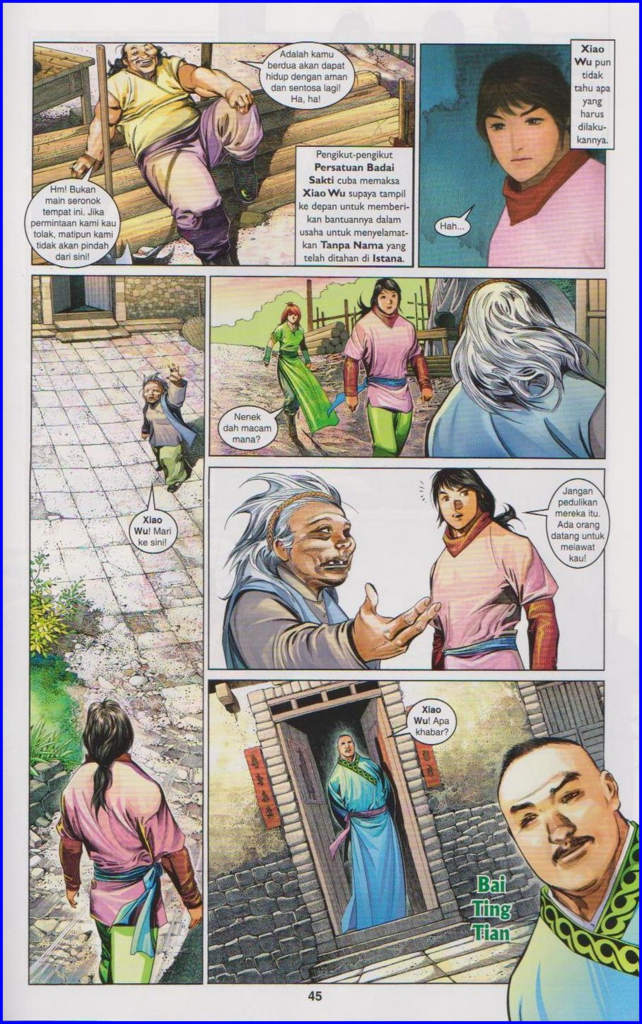 Adalah kamu
berdua akan dapat
hidup dengan aman
dan sentosa lagi!
Ha, ha!
Hm! Bukan
main seronok
tempat ini. Jika
permintaan kami kau
tolak, matipun kami
tidak akan pindah
dari sini!
Pengikut-pengikut
Persatuan Badai
Sakti cuba memaksa
Xiao Wu supaya tampil
ke depan untuk memberi-
kan bantuannya dalam
usaha untuk menyelamat-
kan Tanpa Nama yang
telah ditahan di Istana.
Xiao
Wu pun
tidak
tahu apa
yang
harus
dilaku-
kannya.
Hah...
Xiao
Wu! Mari
ke sini!
Nenek
dah macam
mana?
Jangan
pedulikan
mereka itu.
Ada orang
datang untuk
melawat
kau!
Xiao
Wu! Apa
khabar?
Bai
Ting
Tian
45